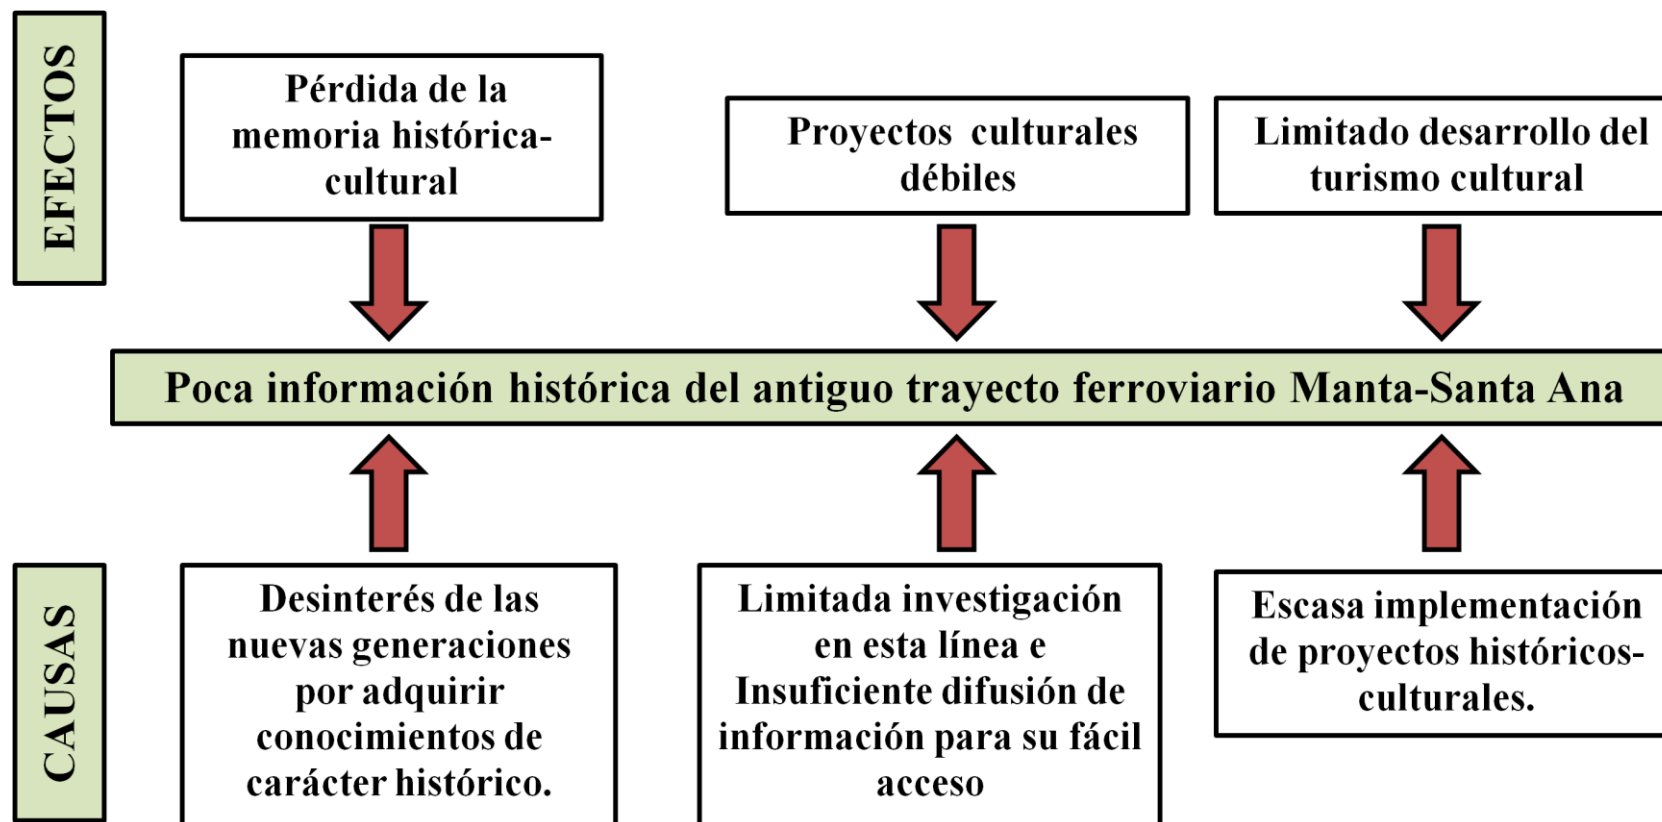 EFECTOS
Pérdida de la
memoria histórica-
cultural
Proyectos culturales
débiles
Limitado desarrollo del
turismo cultural
Poca información histórica del antiguo trayecto ferroviario Manta-Santa Ana
CAUSAS
Desinterés de las
nuevas generaciones
por adquirir
conocimientos de
carácter histórico.
Limitada investigación
en esta línea e
Insuficiente difusión de
información para su fácil
acceso
Escasa implementación
de proyectos históricos-
culturales.